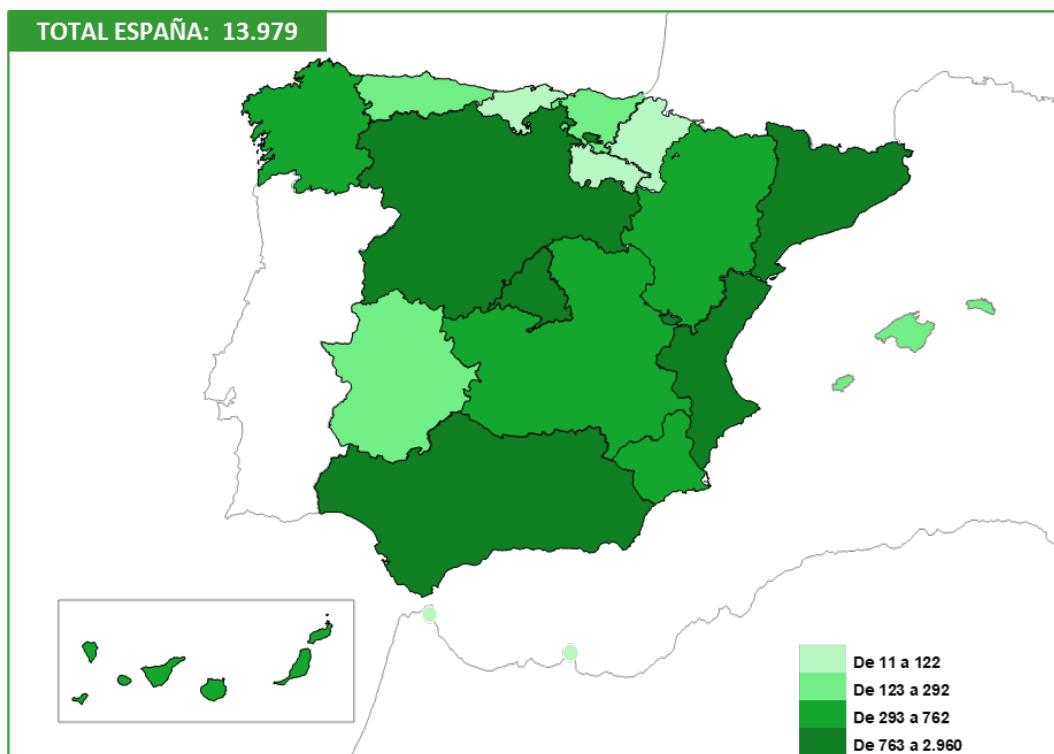 TOTAL ESPAÑA: 13.979
De 11 a 122
De 123 a 292
De 293 a 762
De 763 a 2.960